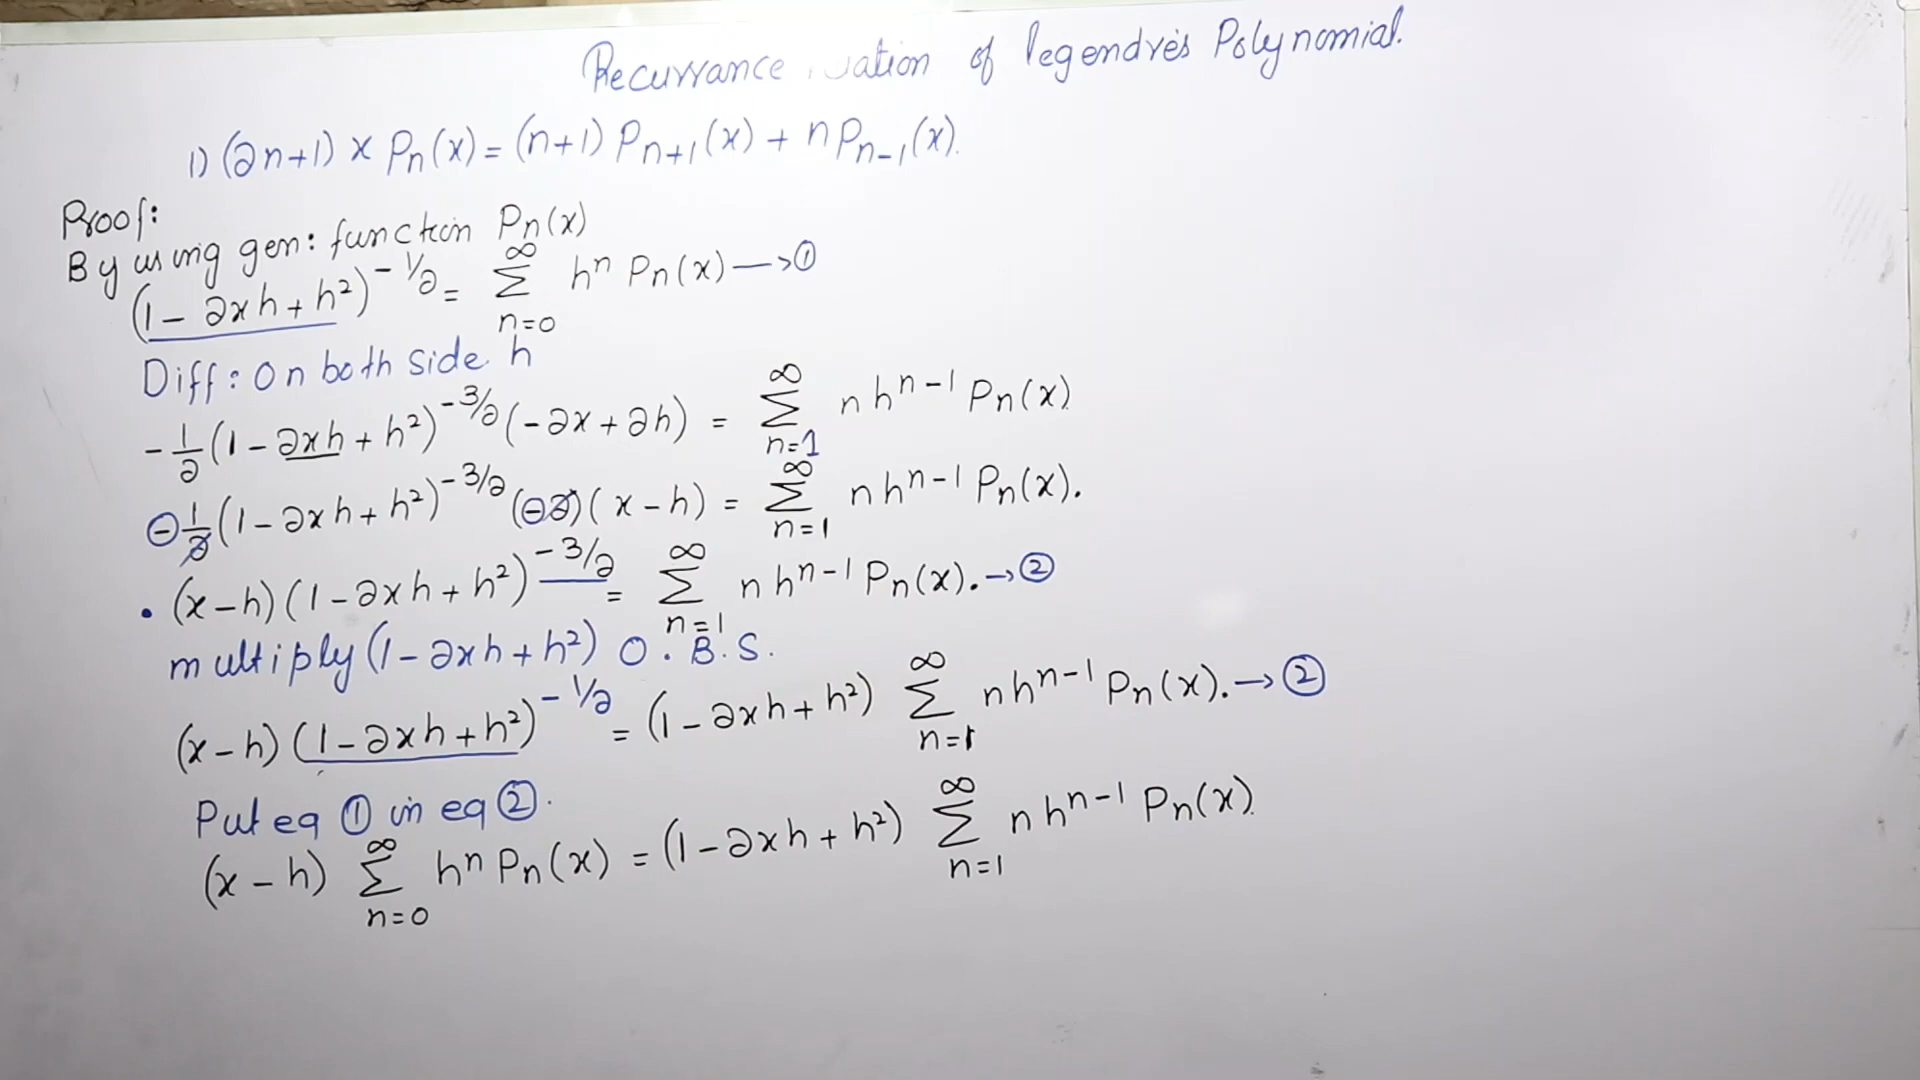 Recurrance ation of legendre's Polynomial.
1) (2n+1) x Pn(x) = (n+1) Pn+1(x) + n Pn-1(x).
Proof:
By using gen: function Pn(x)
(1 - 2xh + h²)^-1/2 = ∞ Σ n=0 h^n Pn(x) —> ①
Diff: On both side h
-1/2 (1 - 2xh + h²)^-3/2 (-2x + 2h) = ∞ Σ n=1 n h^n-1 Pn(x)
-1/2 (1 - 2xh + h²)^-3/2 (-2) (x - h) = ∞ Σ n=1 n h^n-1 Pn(x).
• (x-h) (1 - 2xh + h²)^-3/2 = ∞ Σ n=1 n h^n-1 Pn(x). → ②
multiply (1 - 2xh + h²) O.B.S.
(x-h) (1 - 2xh + h²)^-1/2 = (1 - 2xh + h²) ∞ Σ n=1 n h^n-1 Pn(x). → ②
Put eq ① in eq ②.
(x-h) ∞ Σ n=0 h^n Pn(x) = (1 - 2xh + h²) ∞ Σ n=1 n h^n-1 Pn(x).